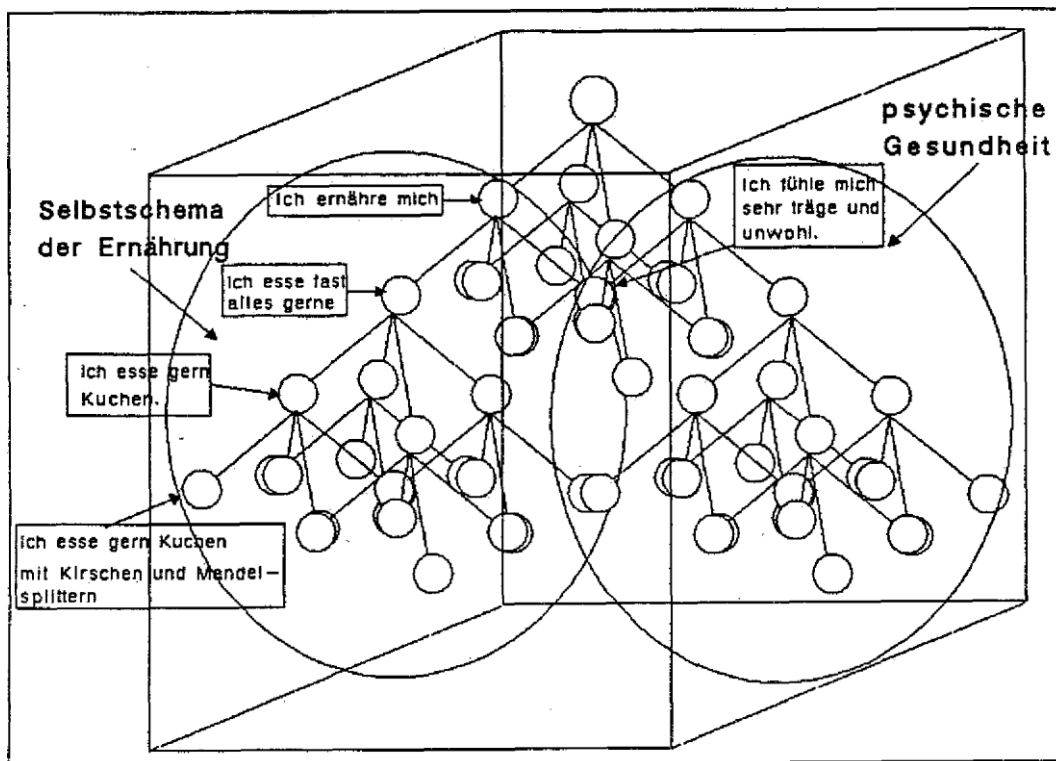 psychische
Gesundheit
Ich fühle mich
sehr träge und
unwohl.
Ich ernähre mich
Selbstschema
der Ernährung
Ich esse fast
alles gerne
Ich esse gern
Kuchen.
Ich esse gern Kuchen
mit Kirschen und Mandel-
splittern